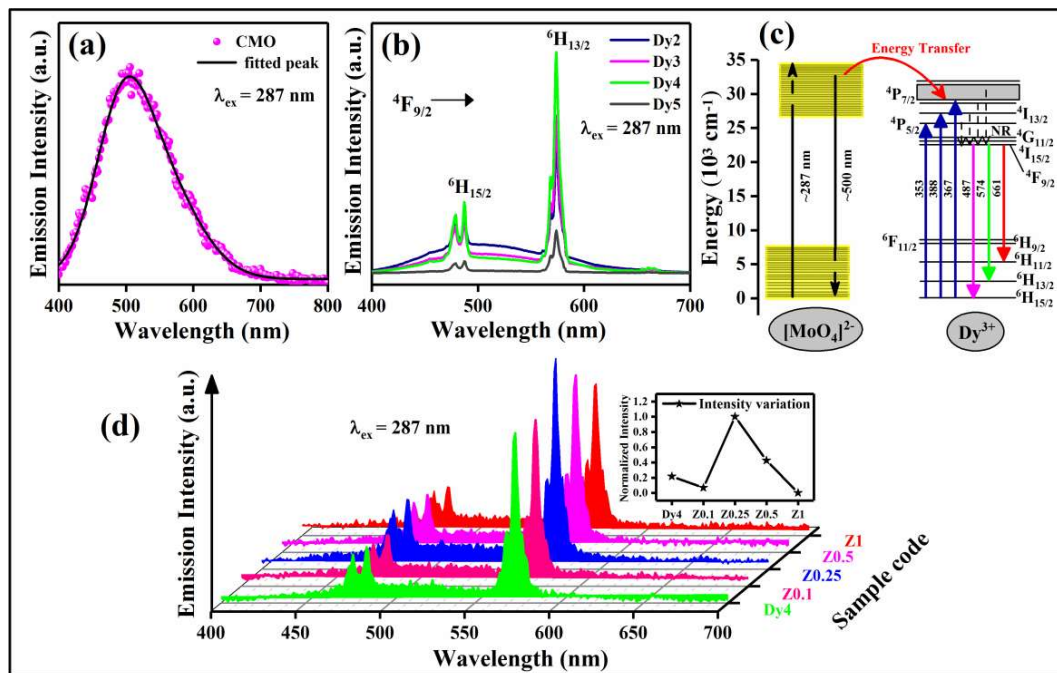 (a)
CMO
fitted peak
λex = 287 nm
Emission Intensity (a.u.)
400 500 600 700 800
Wavelength (nm)
(b)
⁶H13/2
Dy2
Dy3
Dy4
Dy5
⁴F9/2
λex = 287 nm
⁶H15/2
Emission Intensity (a.u.)
400 500 600 700
Wavelength (nm)
(c)
Energy Transfer
35
30
25
20
15
10
5
0
Energy (10³ cm⁻¹)
~287 nm
~500 nm
[MoO4]²⁻
⁴P7/2
⁴I13/2
⁴P5/2
NR
⁴G11/2
⁴I15/2
⁴F9/2
353
388
367
487
574
661
⁶F11/2
⁶H9/2
⁶H11/2
⁶H13/2
⁶H15/2
Dy³⁺
(d)
λex = 287 nm
Emission Intensity (a.u.)
Intensity variation
Normalized Intensity
1.2
1.0
0.8
0.6
0.4
0.2
0.0
Dy4 Z0.1 Z0.25 Z0.5 Z1
Z1
Z0.5
Z0.25
Z0.1
Dy4
Sample code
400 450 500 550 600 650 700
Wavelength (nm)